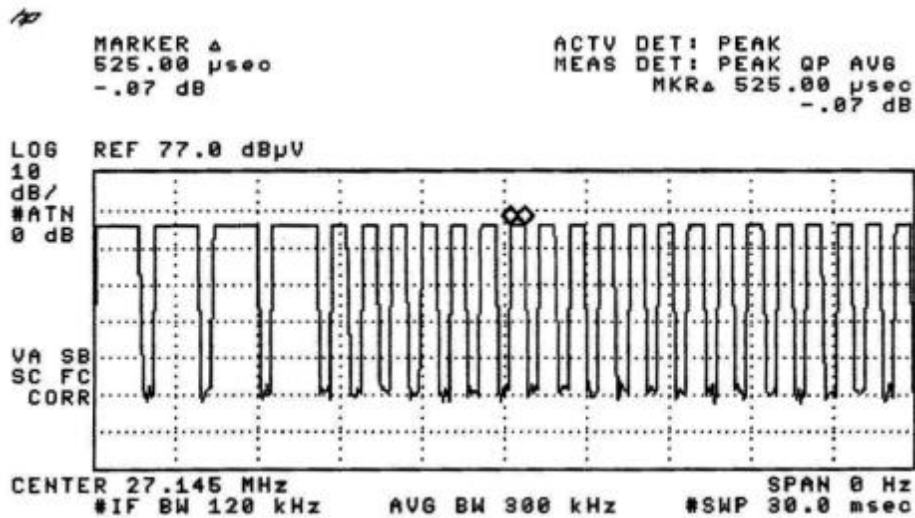 hp
MARKER Δ
525.00 µsec
-.07 dB
ACTV DET: PEAK
MEAS DET: PEAK QP AVG
MKRΔ 525.00 µsec
-.07 dB
LOG REF 77.0 dBµV
10
dB/
#ATN
0 dB
VA SB
SC FC
CORR
CENTER 27.145 MHz SPAN 0 Hz
#IF BW 120 kHz AVG BW 300 kHz #SWP 30.0 msec